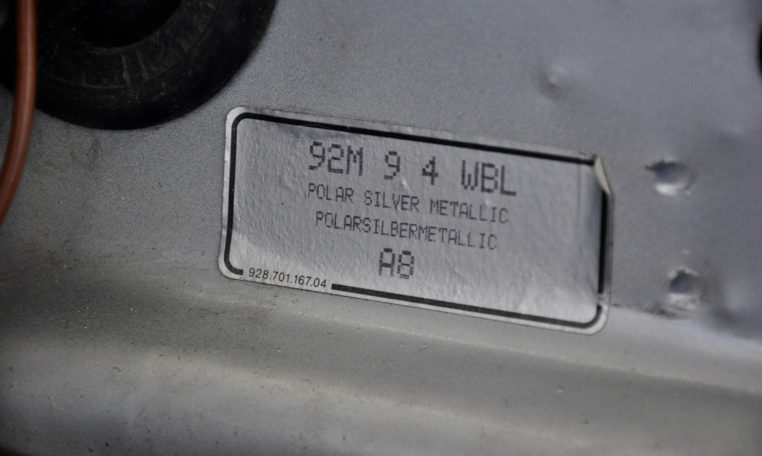 92M 9 4 WBL
POLAR SILVER METALLIC
POLARSILBERMETALLIC
A8
928.701.167.04